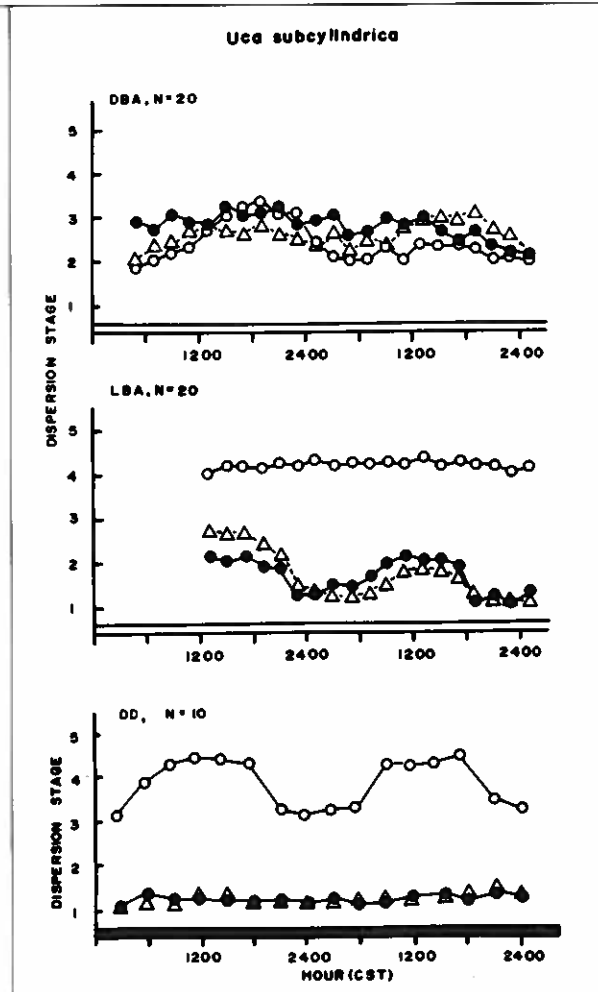 Uca subcylindrica
DBA, N=20
5
4
3
2
1
1200 2400 1200 2400
DISPERSION STAGE
LBA, N=20
5
4
3
2
1
1200 2400 1200 2400
DD, N=10
5
4
3
2
1
DISPERSION STAGE
1200 2400 1200 2400
HOUR (CST)